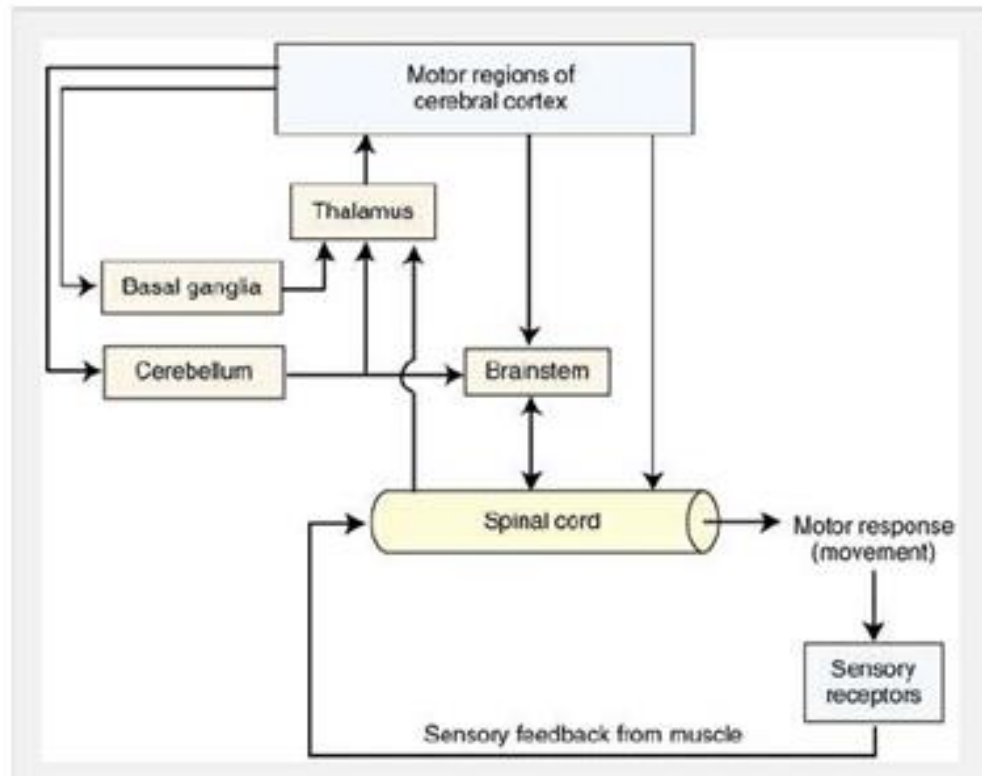 Motor regions of
cerebral cortex
Thalamus
Basal ganglia
Cerebellum
Brainstem
Spinal cord
Motor response
(movement)
Sensory
receptors
Sensory feedback from muscle